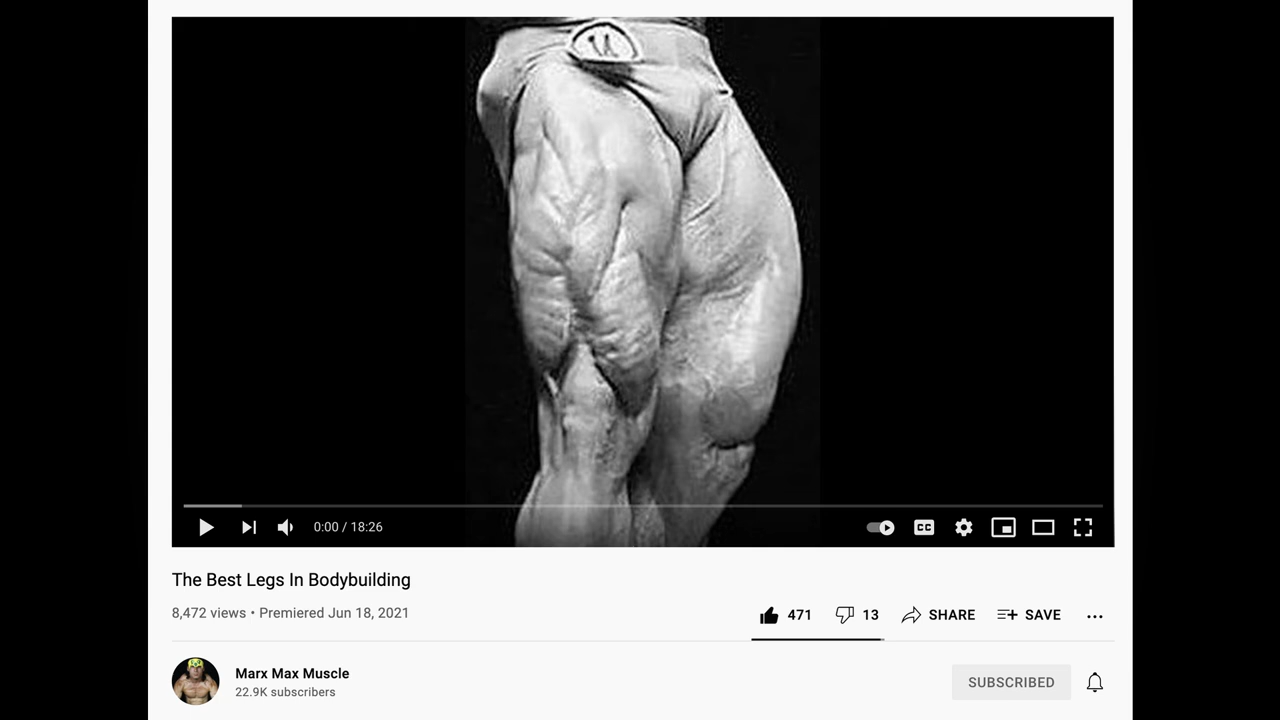 0:00 / 18:26
CC
The Best Legs In Bodybuilding
8,472 views • Premiered Jun 18, 2021
471 13 SHARE SAVE
Marx Max Muscle
22.9K subscribers
SUBSCRIBED